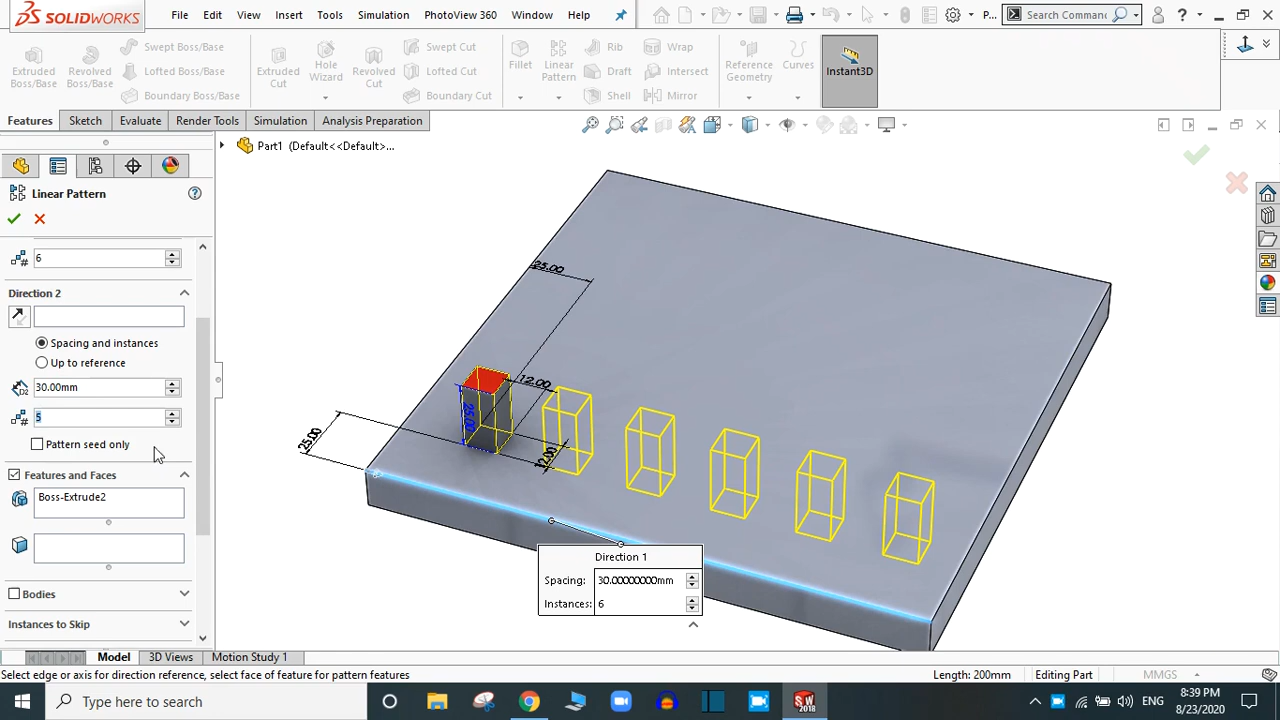 SOLIDWORKS
File Edit View Insert Tools Simulation PhotoView 360 Window Help
P... Search Comman
Extruded Boss/Base
Revolved Boss/Base
Swept Boss/Base
Lofted Boss/Base
Boundary Boss/Base
Extruded Cut
Hole Wizard
Revolved Cut
Swept Cut
Lofted Cut
Boundary Cut
Fillet
Linear Pattern
Rib
Draft
Shell
Wrap
Intersect
Mirror
Reference Geometry
Curves
Instant3D
Features Sketch Evaluate Render Tools Simulation Analysis Preparation
Part1 (Default<<Default>...
Linear Pattern
6
Direction 2
Spacing and instances
Up to reference
D2
30.00mm
5
Pattern seed only
Features and Faces
Boss-Extrude2
Bodies
Instances to Skip
25.00
12.00
25.00
25.00
12.00
Direction 1
Spacing: 30.00000000mm
Instances: 6
Model 3D Views Motion Study 1
Select edge or axis for direction reference, select face of feature for pattern features
Length: 200mm
Editing Part
MMGS
Type here to search
SW 2018
ENG
8:39 PM
8/23/2020